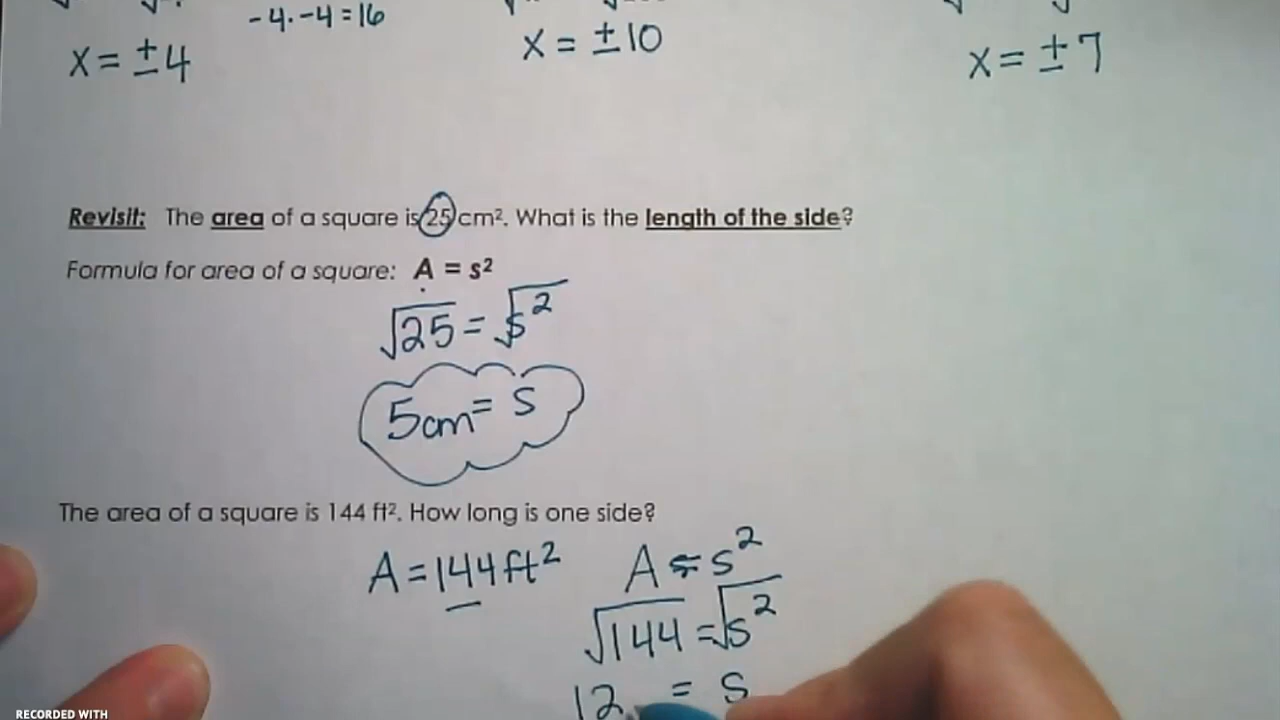 -4·-4=16
x = ±4
x = ±10
x = ±7
Revisit: The area of a square is 25 cm². What is the length of the side?
Formula for area of a square: A = s²
√25 = √s²
5cm = s
The area of a square is 144 ft². How long is one side?
A = 144 ft² A = s²
√144 = √s²
12 = s
RECORDED WITH